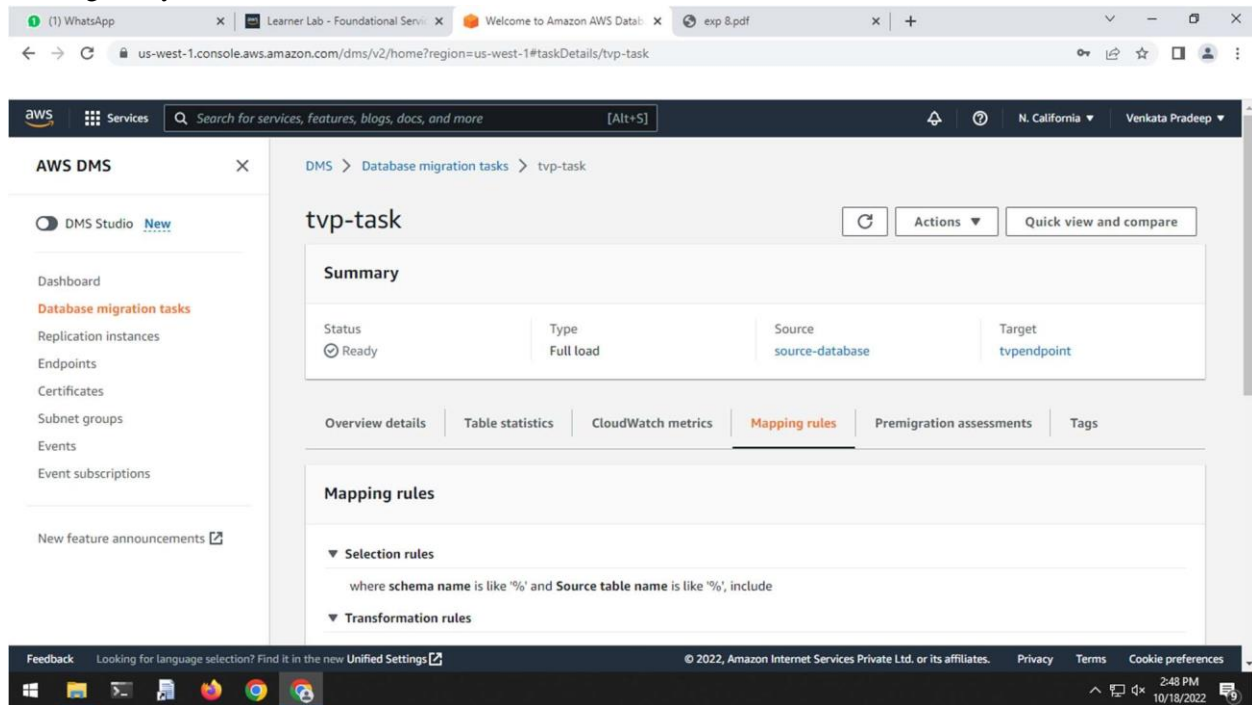 (1) WhatsApp
Learner Lab - Foundational Servic
Welcome to Amazon AWS Datab
exp 8.pdf
us-west-1.console.aws.amazon.com/dms/v2/home?region=us-west-1#taskDetails/tvp-task
aws Services Search for services, features, blogs, docs, and more [Alt+S] N. California ▼ Venkata Pradeep ▼
AWS DMS
DMS > Database migration tasks > tvp-task
DMS Studio New
tvp-task
Actions ▼ Quick view and compare
Dashboard
Database migration tasks
Replication instances
Endpoints
Certificates
Subnet groups
Events
Event subscriptions
New feature announcements
Summary
Status Type Source Target
Ready Full load source-database tvpendpoint
Overview details Table statistics CloudWatch metrics Mapping rules Premigration assessments Tags
Mapping rules
▼ Selection rules
where schema name is like '%' and Source table name is like '%', include
▼ Transformation rules
Feedback Looking for language selection? Find it in the new Unified Settings © 2022, Amazon Internet Services Private Ltd. or its affiliates. Privacy Terms Cookie preferences
2:48 PM
10/18/2022
9